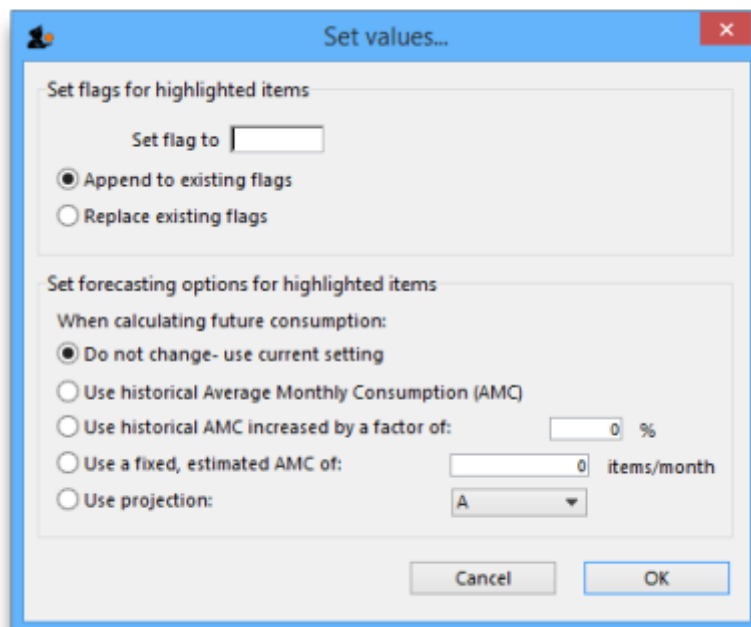 Set values...
Set flags for highlighted items
Set flag to
Append to existing flags
Replace existing flags
Set forecasting options for highlighted items
When calculating future consumption:
Do not change- use current setting
Use historical Average Monthly Consumption (AMC)
Use historical AMC increased by a factor of: 0 %
Use a fixed, estimated AMC of: 0 items/month
Use projection: A
Cancel OK